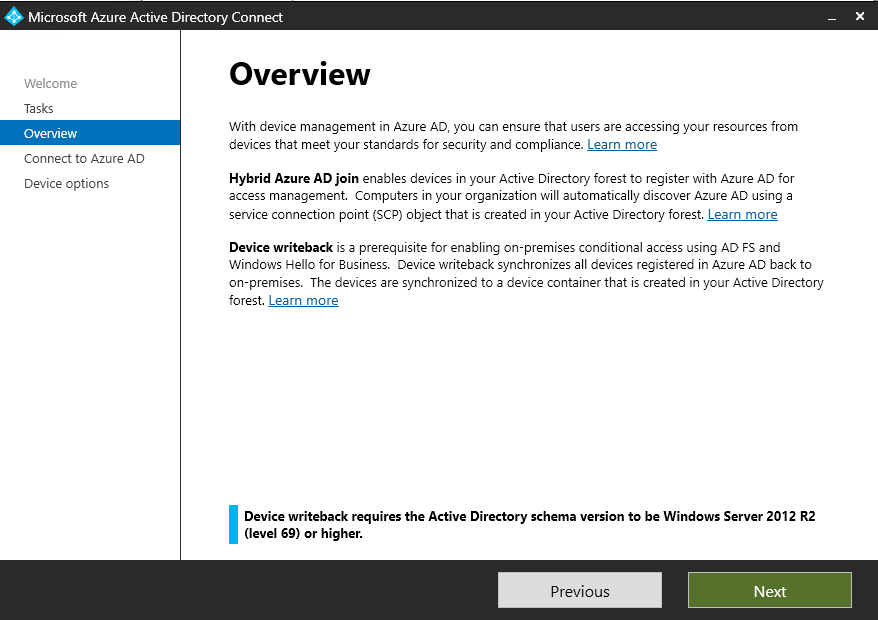 Microsoft Azure Active Directory Connect
Welcome
Tasks
Overview
Connect to Azure AD
Device options
Overview
With device management in Azure AD, you can ensure that users are accessing your resources from
devices that meet your standards for security and compliance. Learn more
Hybrid Azure AD join enables devices in your Active Directory forest to register with Azure AD for
access management.  Computers in your organization will automatically discover Azure AD using a
service connection point (SCP) object that is created in your Active Directory forest. Learn more
Device writeback is a prerequisite for enabling on-premises conditional access using AD FS and
Windows Hello for Business.  Device writeback synchronizes all devices registered in Azure AD back to
on-premises.  The devices are synchronized to a device container that is created in your Active Directory
forest. Learn more
Device writeback requires the Active Directory schema version to be Windows Server 2012 R2
(level 69) or higher.
Previous
Next